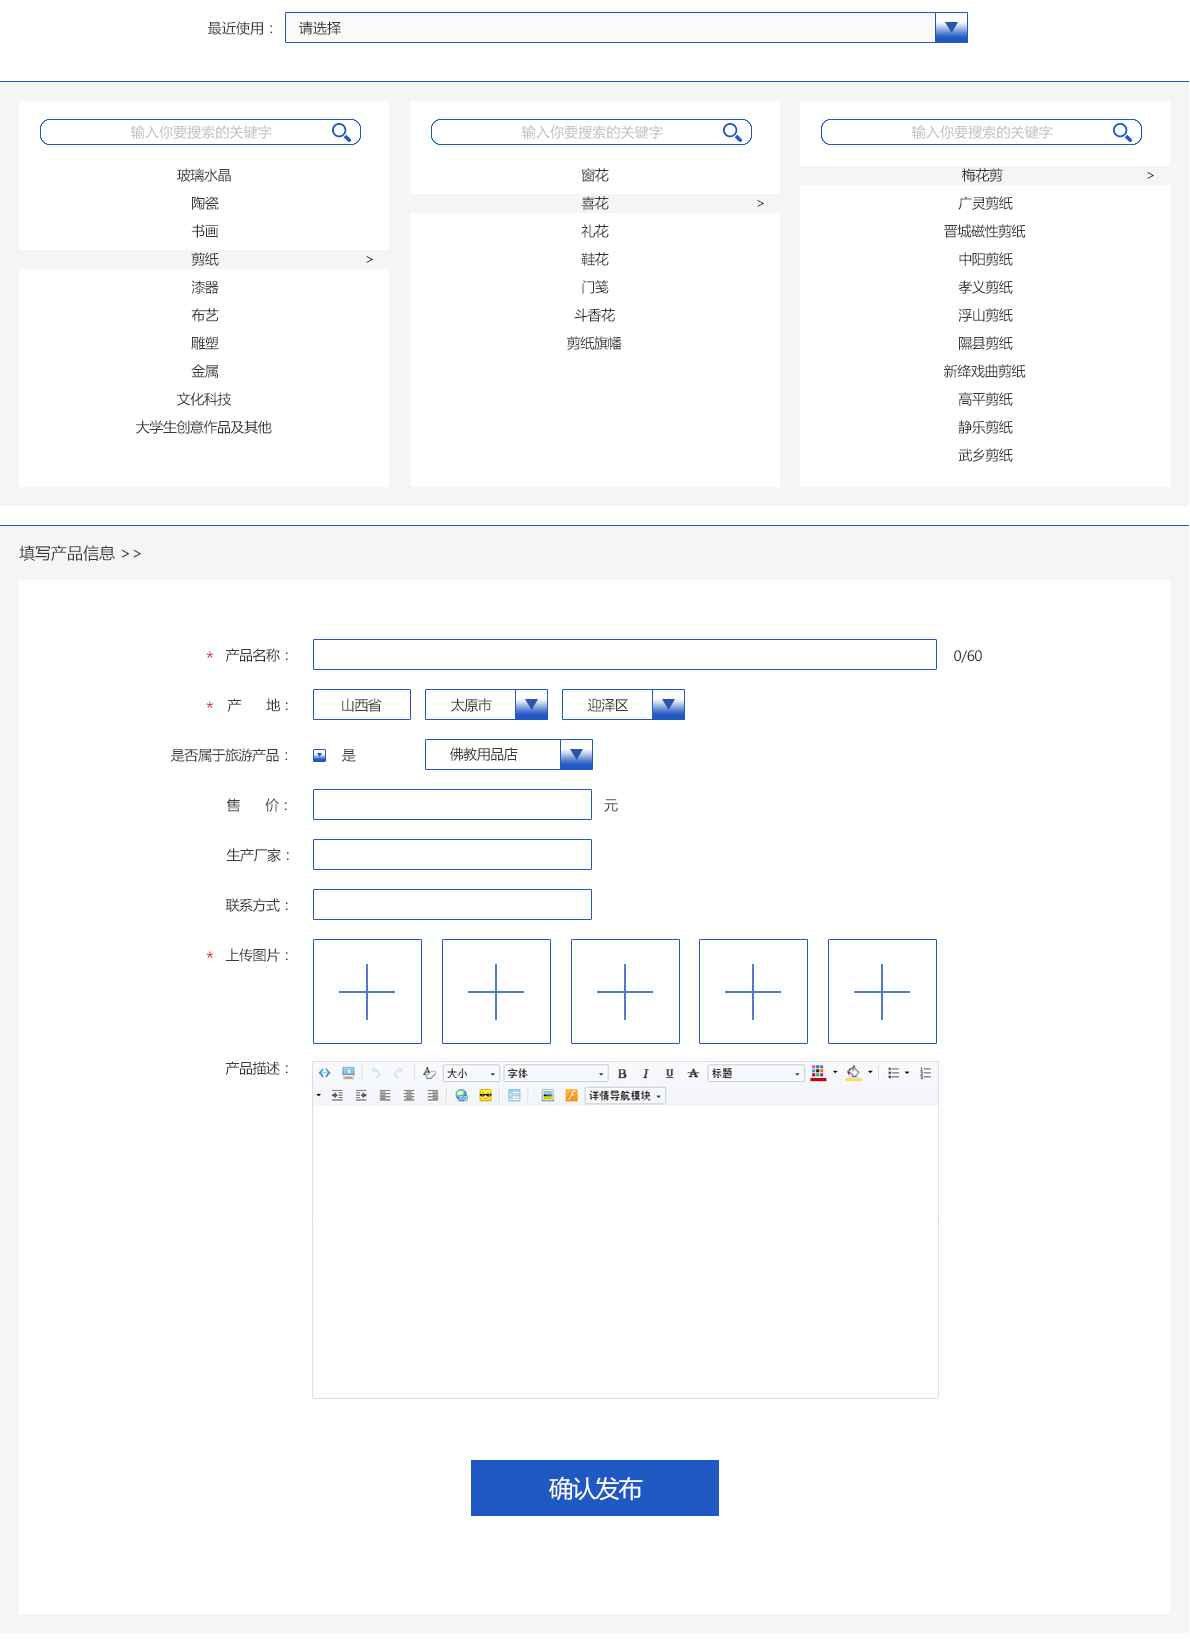 最近使用： 请选择
输入你要搜索的关键字
玻璃水晶
陶瓷
书画
剪纸 >
漆器
布艺
雕塑
金属
文化科技
大学生创意作品及其他
输入你要搜索的关键字
窗花
喜花 >
礼花
鞋花
门笺
斗香花
剪纸旗幡
输入你要搜索的关键字
梅花剪 >
广灵剪纸
晋城磁性剪纸
中阳剪纸
孝义剪纸
浮山剪纸
隰县剪纸
新绛戏曲剪纸
高平剪纸
静乐剪纸
武乡剪纸
填写产品信息 >>
* 产品名称： 0/60
* 产 地： 山西省 太原市 迎泽区
是否属于旅游产品： 是 佛教用品店
售 价： 元
生产厂家：
联系方式：
* 上传图片：
产品描述： 大小 字体 B I U A 标题
详情导航模块
确认发布